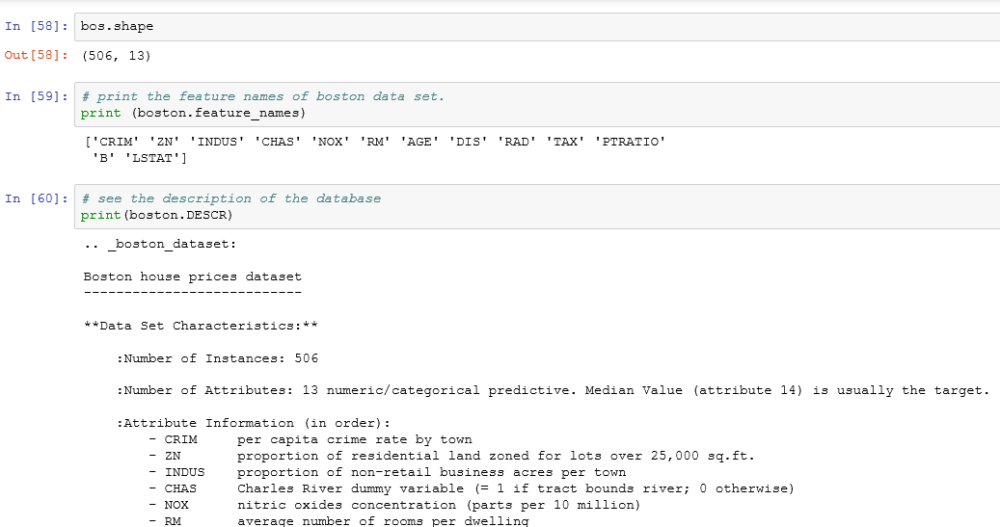 In [58]: bos.shape
Out[58]: (506, 13)
In [59]: # print the feature names of boston data set.
print (boston.feature_names)
['CRIM' 'ZN' 'INDUS' 'CHAS' 'NOX' 'RM' 'AGE' 'DIS' 'RAD' 'TAX' 'PTRATIO'
'B' 'LSTAT']
In [60]: # see the description of the database
print(boston.DESCR)
.. _boston_dataset:
Boston house prices dataset
---------------------------
**Data Set Characteristics:**
:Number of Instances: 506
:Number of Attributes: 13 numeric/categorical predictive. Median Value (attribute 14) is usually the target.
:Attribute Information (in order):
- CRIM     per capita crime rate by town
- ZN       proportion of residential land zoned for lots over 25,000 sq.ft.
- INDUS    proportion of non-retail business acres per town
- CHAS     Charles River dummy variable (= 1 if tract bounds river; 0 otherwise)
- NOX      nitric oxides concentration (parts per 10 million)
- RM       average number of rooms per dwelling